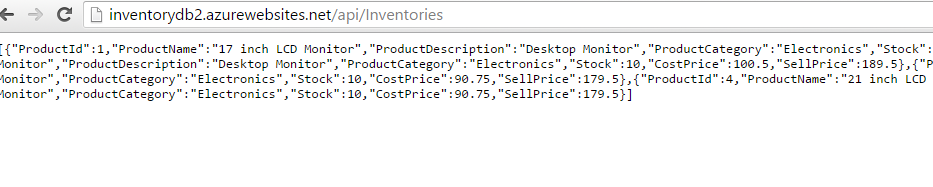 inventorydb2.azurewebsites.net/api/Inventories
[{"ProductId":1,"ProductName":"17 inch LCD Monitor","ProductDescription":"Desktop Monitor","ProductCategory":"Electronics","Stock":
Monitor","ProductDescription":"Desktop Monitor","ProductCategory":"Electronics","Stock":10,"CostPrice":100.5,"SellPrice":189.5},{"P
Monitor","ProductCategory":"Electronics","Stock":10,"CostPrice":90.75,"SellPrice":179.5},{"ProductId":4,"ProductName":"21 inch LCD
Monitor","ProductCategory":"Electronics","Stock":10,"CostPrice":90.75,"SellPrice":179.5}]